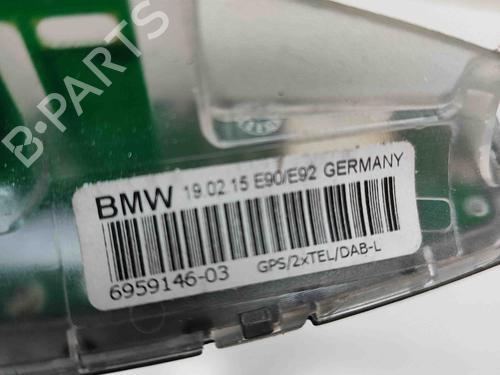 B-PARTS
BMW 19 02 15 E90/E92 GERMANY
6959146-03 GPS/2xTEL/DAB-L